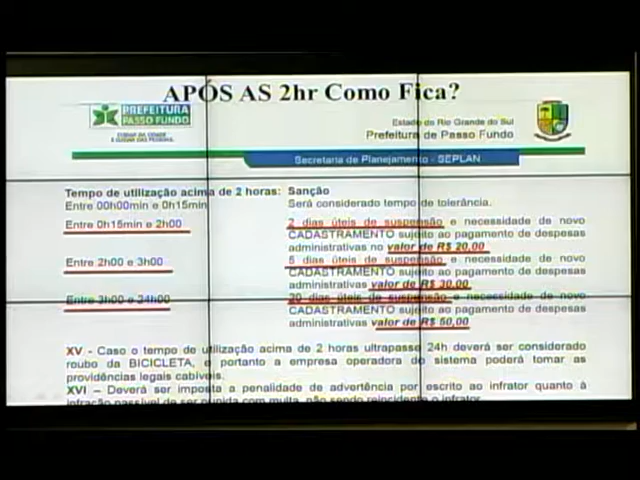 APÓS AS 2hr Como Fica?
PREFEITURA
PASSO FUNDO
CUIDAR DA CIDADE
E CUIDAR DAS PESSOAS.
Estado do Rio Grande do Sul
Prefeitura de Passo Fundo
Secretaria de Planejamento - SEPLAN
Tempo de utilização acima de 2 horas: Sanção
Entre 00h00min e 0h15min Será considerado tempo de tolerância.
Entre 0h15min e 2h00 2 dias úteis de suspensão e necessidade de novo
CADASTRAMENTO sujeito ao pagamento de despesas
administrativas no valor de R$ 20,00
Entre 2h00 e 3h00 5 dias úteis de suspensão e necessidade de novo
CADASTRAMENTO sujeito ao pagamento de despesas
administrativas valor de R$ 30,00
Entre 3h00 e 24h00 20 dias úteis de suspensão e necessidade de novo
CADASTRAMENTO sujeito ao pagamento de despesas
administrativas valor de R$ 50,00
XV - Caso o tempo de utilização acima de 2 horas ultrapasse 24h deverá ser considerado
roubo da BICICLETA, e portanto a empresa operadora do sistema poderá tomar as
providências legais cabíveis.
XVI – Deverá ser imposta a penalidade de advertência por escrito ao infrator quanto à
infração passível de ser punida com multa, não sendo reincidente o infrator